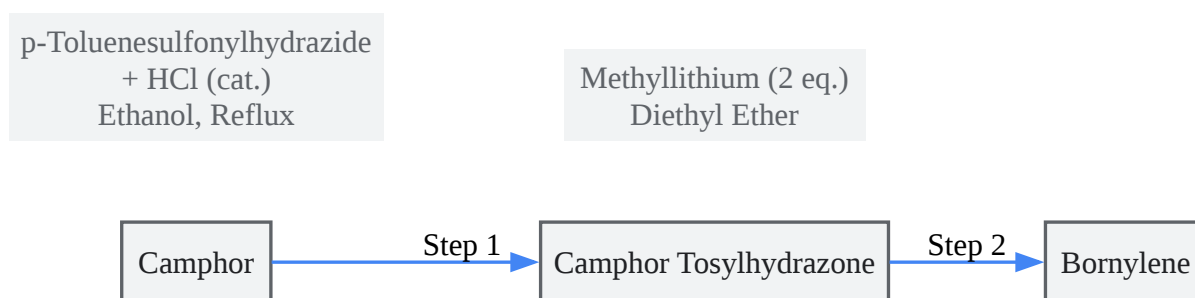 p-Toluenesulfonylhydrazide
+ HCl (cat.)
Ethanol, Reflux
Methyllithium (2 eq.)
Diethyl Ether
Camphor
Step 1
Camphor Tosylhydrazone
Step 2
Bornylene